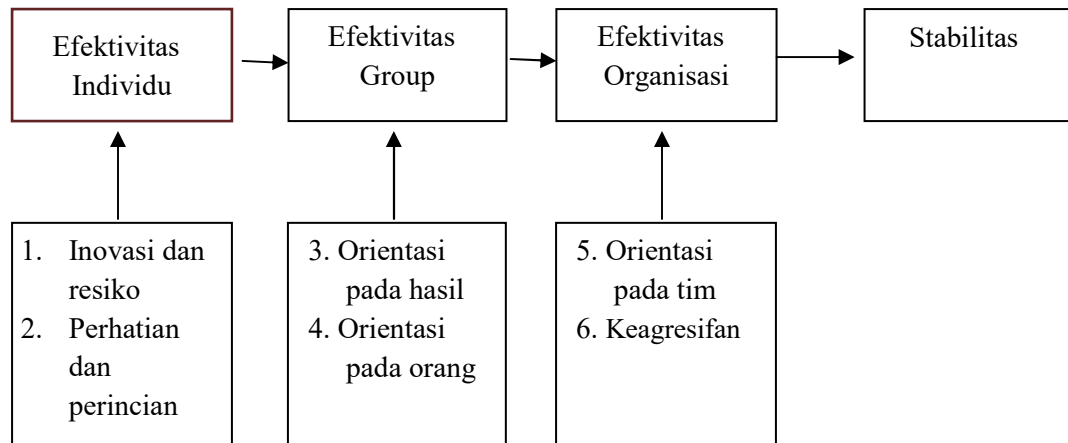 Efektivitas
Individu
Efektivitas
Group
Efektivitas
Organisasi
Stabilitas
1. Inovasi dan
resiko
2. Perhatian
dan
perincian
3. Orientasi
pada hasil
4. Orientasi
pada orang
5. Orientasi
pada tim
6. Keagresifan